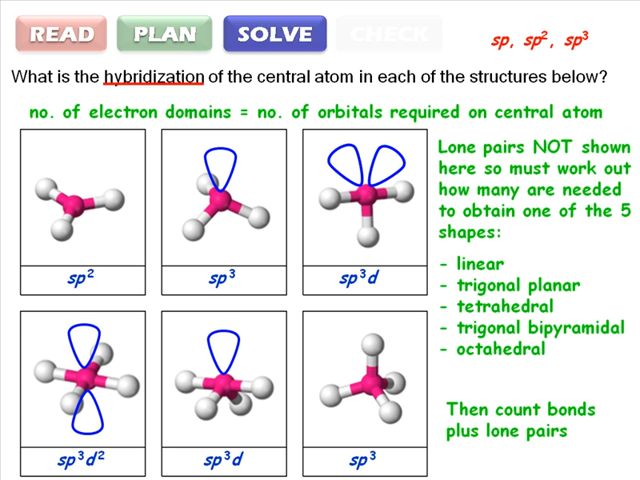 READ PLAN SOLVE CHECK
sp, sp², sp³
What is the hybridization of the central atom in each of the structures below?
no. of electron domains = no. of orbitals required on central atom
sp²
sp³
sp³d
Lone pairs NOT shown
here so must work out
how many are needed
to obtain one of the 5
shapes:
- linear
- trigonal planar
- tetrahedral
- trigonal bipyramidal
- octahedral
sp³d²
sp³d
sp³
Then count bonds
plus lone pairs